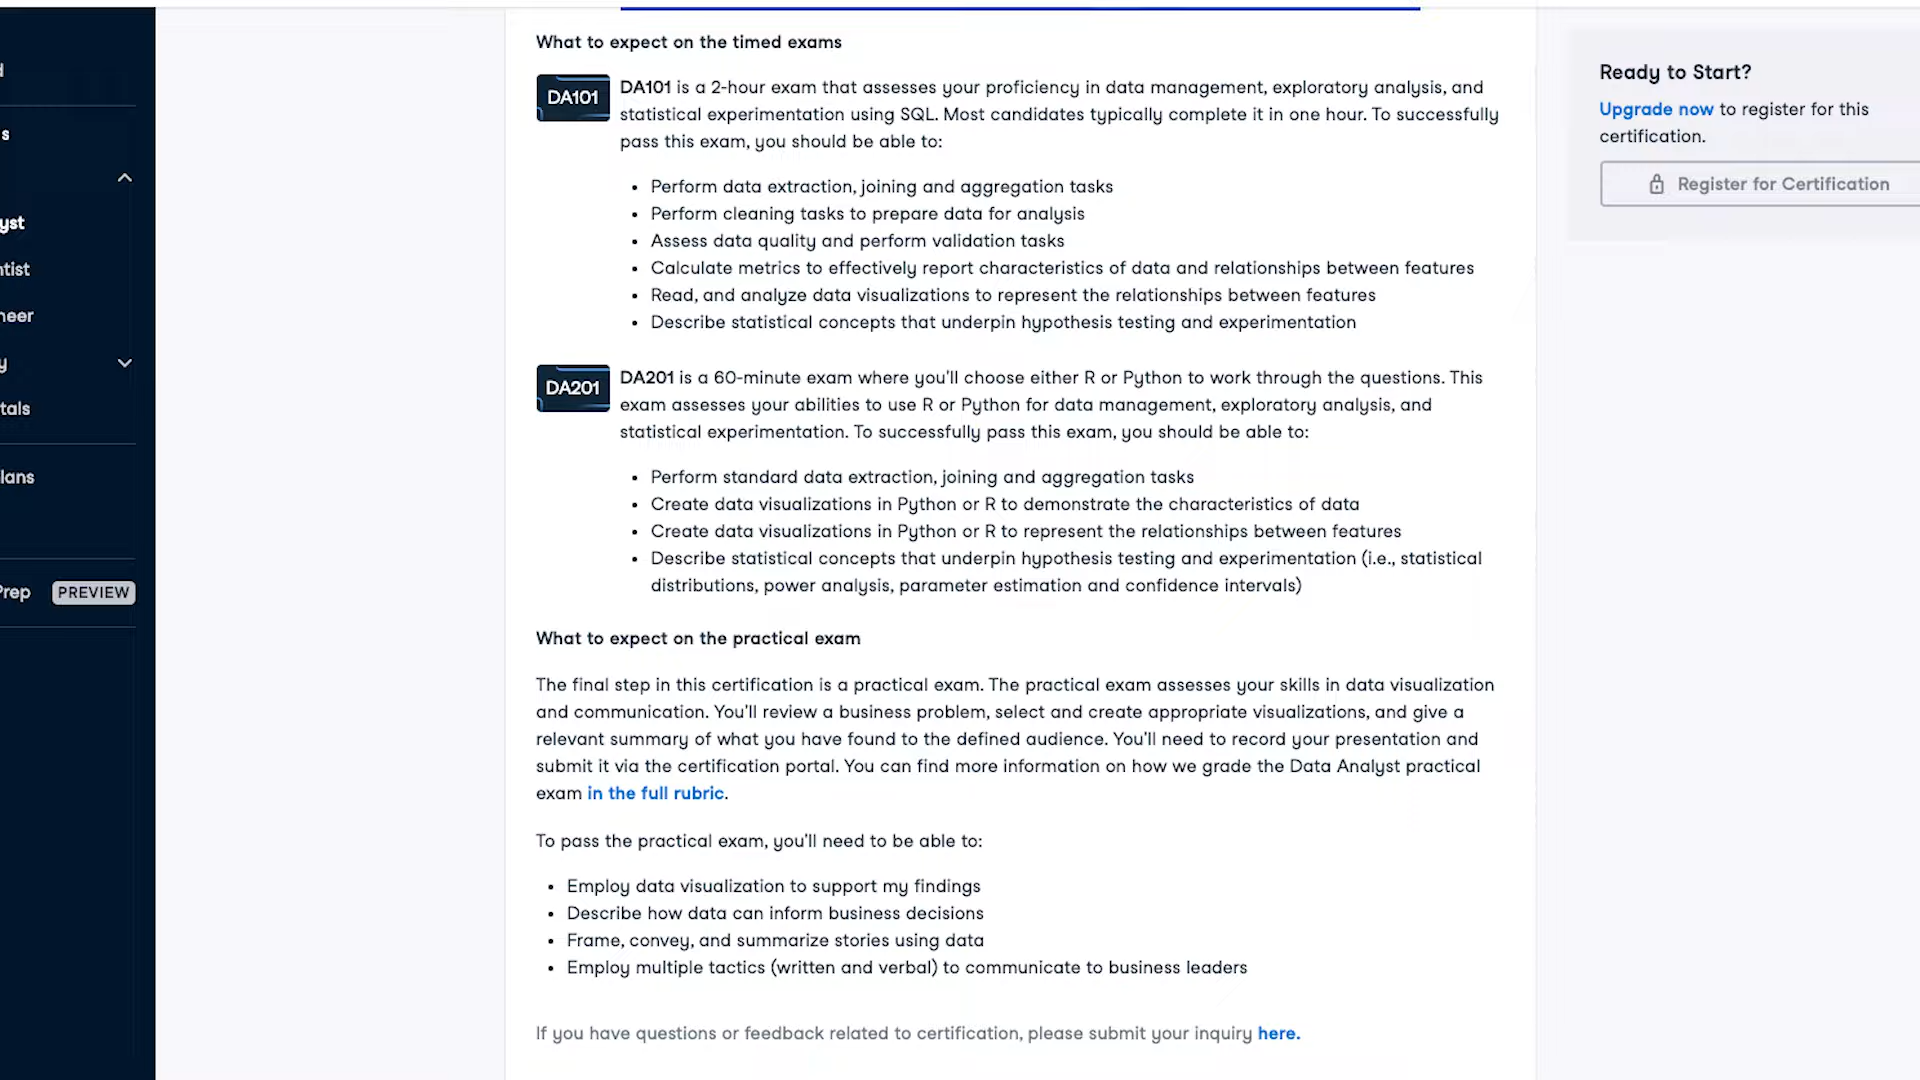 What to expect on the timed exams
DA101
DA101 is a 2-hour exam that assesses your proficiency in data management, exploratory analysis, and
statistical experimentation using SQL. Most candidates typically complete it in one hour. To successfully
pass this exam, you should be able to:
• Perform data extraction, joining and aggregation tasks
• Perform cleaning tasks to prepare data for analysis
• Assess data quality and perform validation tasks
• Calculate metrics to effectively report characteristics of data and relationships between features
• Read, and analyze data visualizations to represent the relationships between features
• Describe statistical concepts that underpin hypothesis testing and experimentation
DA201
DA201 is a 60-minute exam where you'll choose either R or Python to work through the questions. This
exam assesses your abilities to use R or Python for data management, exploratory analysis, and
statistical experimentation. To successfully pass this exam, you should be able to:
• Perform standard data extraction, joining and aggregation tasks
• Create data visualizations in Python or R to demonstrate the characteristics of data
• Create data visualizations in Python or R to represent the relationships between features
• Describe statistical concepts that underpin hypothesis testing and experimentation (i.e., statistical
distributions, power analysis, parameter estimation and confidence intervals)
What to expect on the practical exam
The final step in this certification is a practical exam. The practical exam assesses your skills in data visualization
and communication. You'll review a business problem, select and create appropriate visualizations, and give a
relevant summary of what you have found to the defined audience. You'll need to record your presentation and
submit it via the certification portal. You can find more information on how we grade the Data Analyst practical
exam in the full rubric.
To pass the practical exam, you'll need to be able to:
• Employ data visualization to support my findings
• Describe how data can inform business decisions
• Frame, convey, and summarize stories using data
• Employ multiple tactics (written and verbal) to communicate to business leaders
If you have questions or feedback related to certification, please submit your inquiry here.
Ready to Start?
Upgrade now to register for this
certification.
Register for Certification
s
yst
ntist
neer
y
tals
lans
Prep PREVIEW